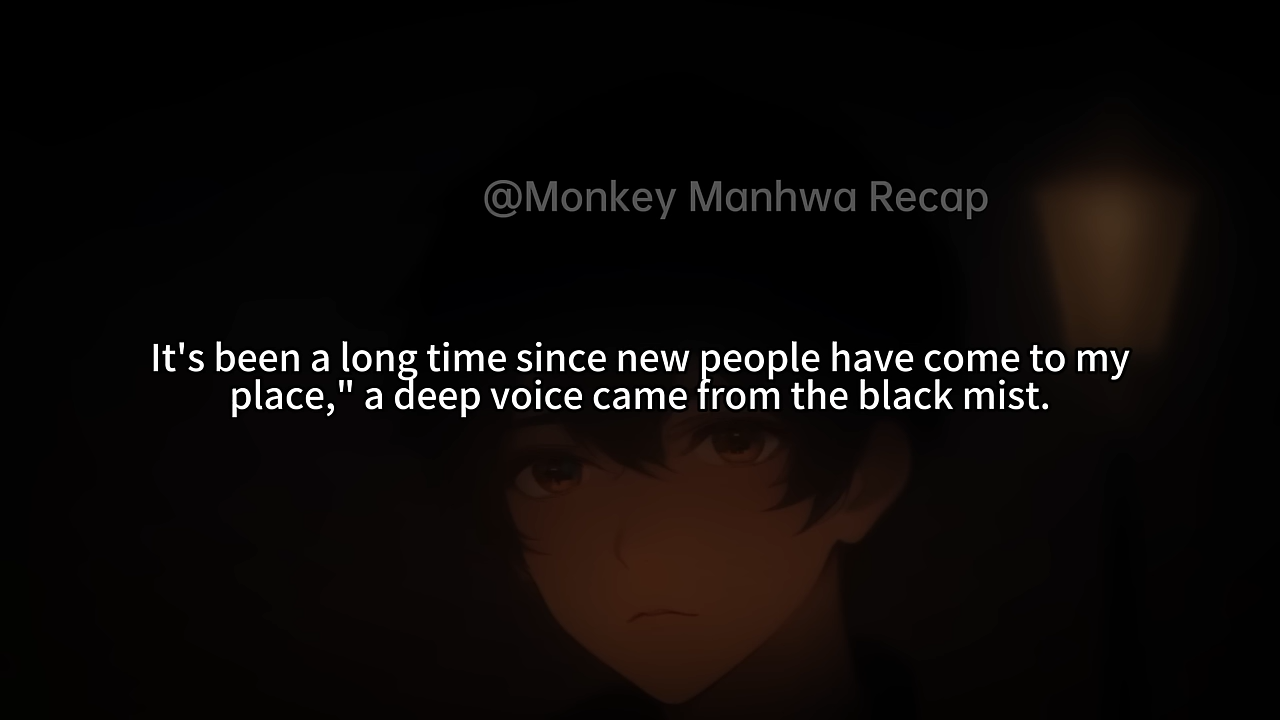 @Monkey Manhwa Recap
It's been a long time since new people have come to my
place," a deep voice came from the black mist.